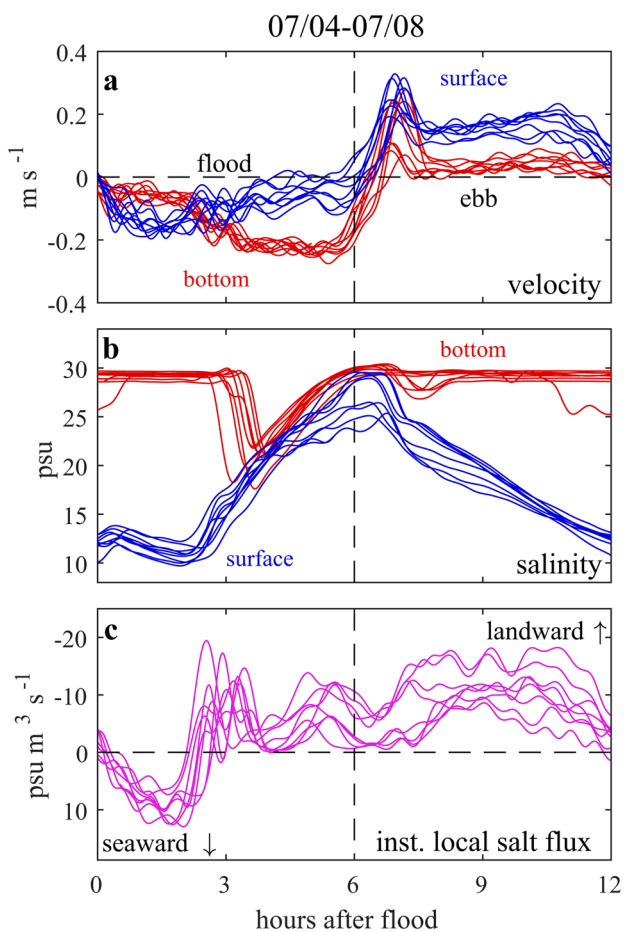 07/04-07/08
a
0.4
surface
0.2
flood
0
m s⁻¹
ebb
-0.2
bottom
velocity
-0.4
b
bottom
30
25
psu
20
15
surface
10
salinity
c
-20
landward ↑
-10
psu m³ s⁻¹
0
10
seaward ↓
inst. local salt flux
0 3 6 9 12
hours after flood